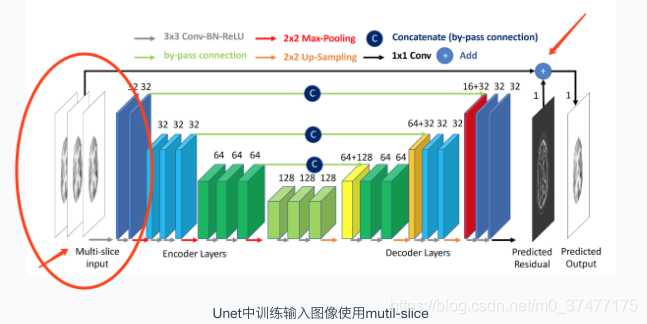 3x3 Conv-BN-ReLU 2x2 Max-Pooling C Concatenate (by-pass connection)
by-pass connection 2x2 Up-Sampling 1x1 Conv + Add
32 32 C 16+32 32 32 1 + 1
32 32 32 C 64+32 32 32
64 64 64 C 64+128 64 64
128 128 128
Multi-slice input
Encoder Layers
Decoder Layers
Predicted Residual
Predicted Output
Unet中训练输入图像使用mutil-slice
https://blog.csdn.net/m0_37477175